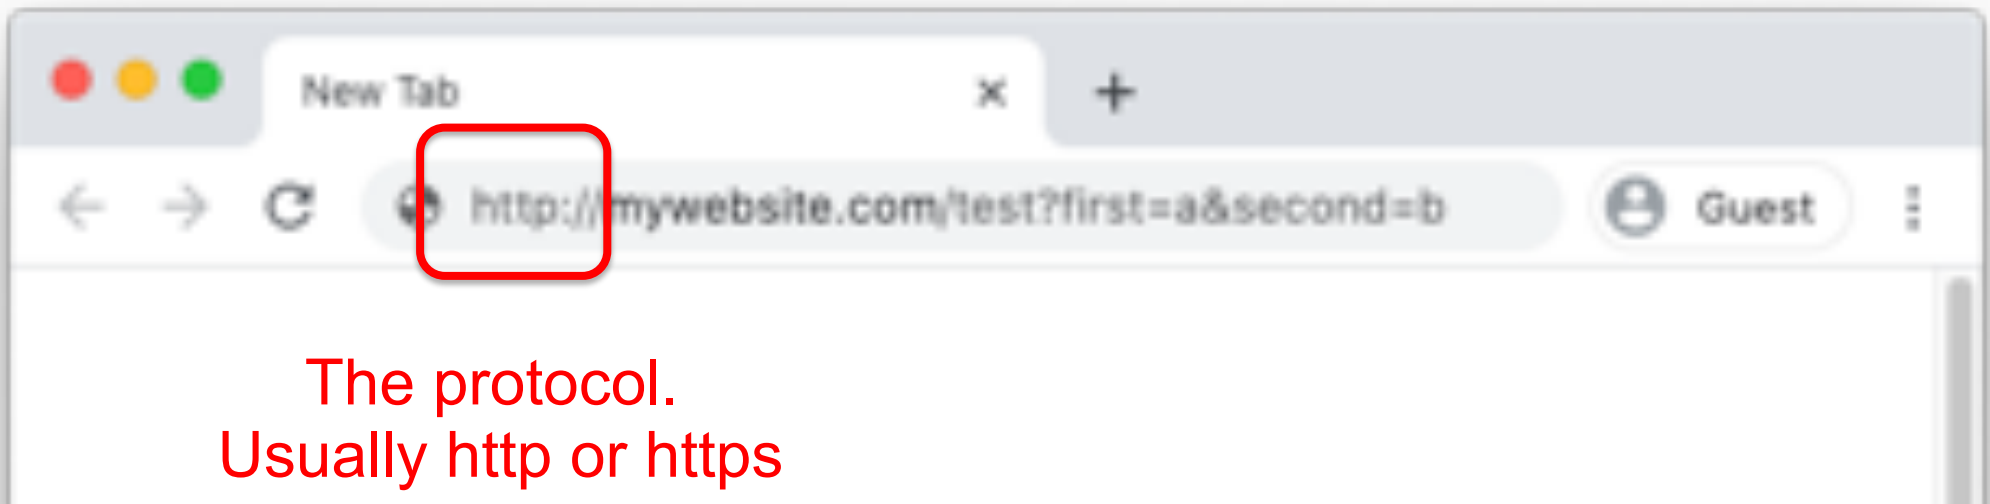 New Tab
http://mywebsite.com/test?first=a&second=b
Guest
The protocol.
Usually http or https